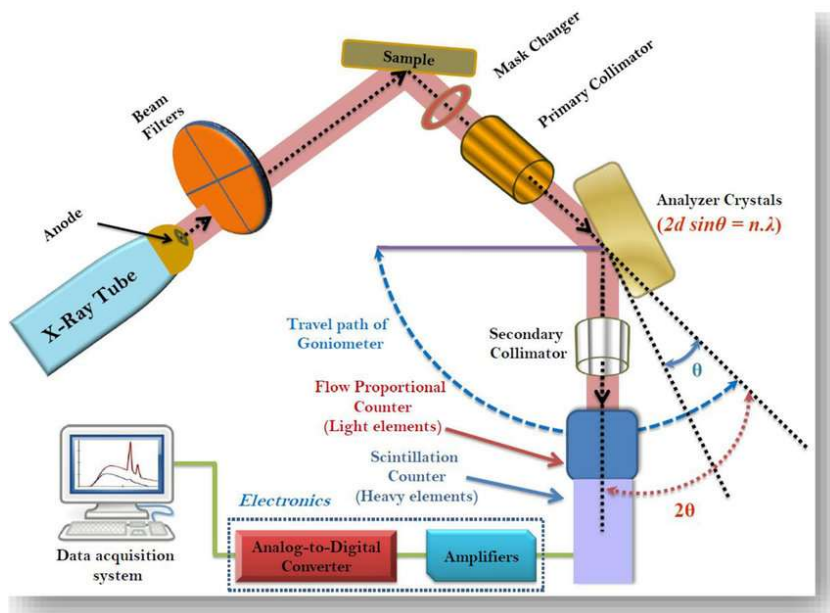 Sample
Mask Changer
Primary Collimator
Beam
Filters
Anode
X-Ray Tube
Analyzer Crystals
(2d sinθ = n.λ)
Travel path of
Goniometer
Secondary
Collimator
θ
Flow Proportional
Counter
(Light elements)
Scintillation
Counter
(Heavy elements)
2θ
Electronics
Analog-to-Digital
Converter
Amplifiers
Data acquisition
system